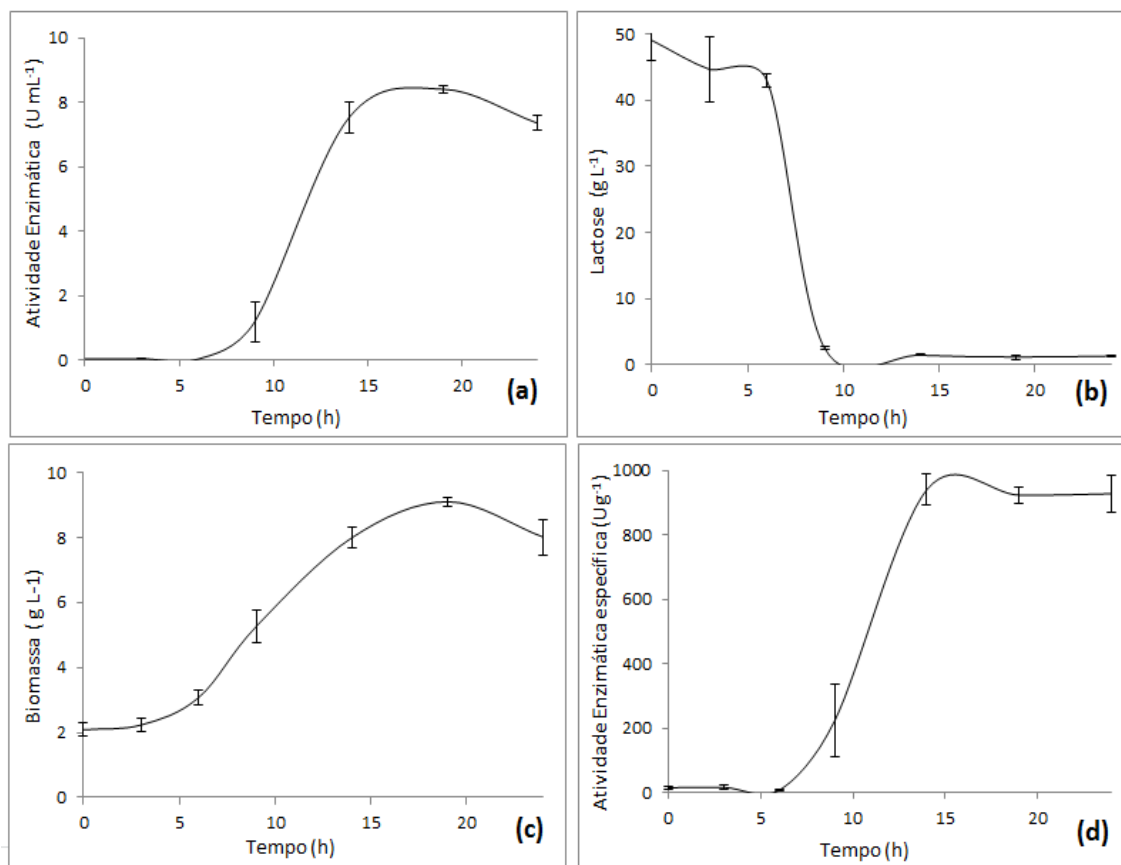 Atividade Enzimática (U mL⁻¹)
10
8
6
4
2
0
0 5 10 15 20
Tempo (h)
(a)
Lactose (g L⁻¹)
50
40
30
20
10
0
0 5 10 15 20
Tempo (h)
(b)
Biomassa ( g L-1)
10
8
6
4
2
0
0 5 10 15 20
Tempo (h)
(c)
Atividade Enzimática específica (U g⁻¹)
1000
800
600
400
200
0
0 5 10 15 20
Tempo (h)
(d)